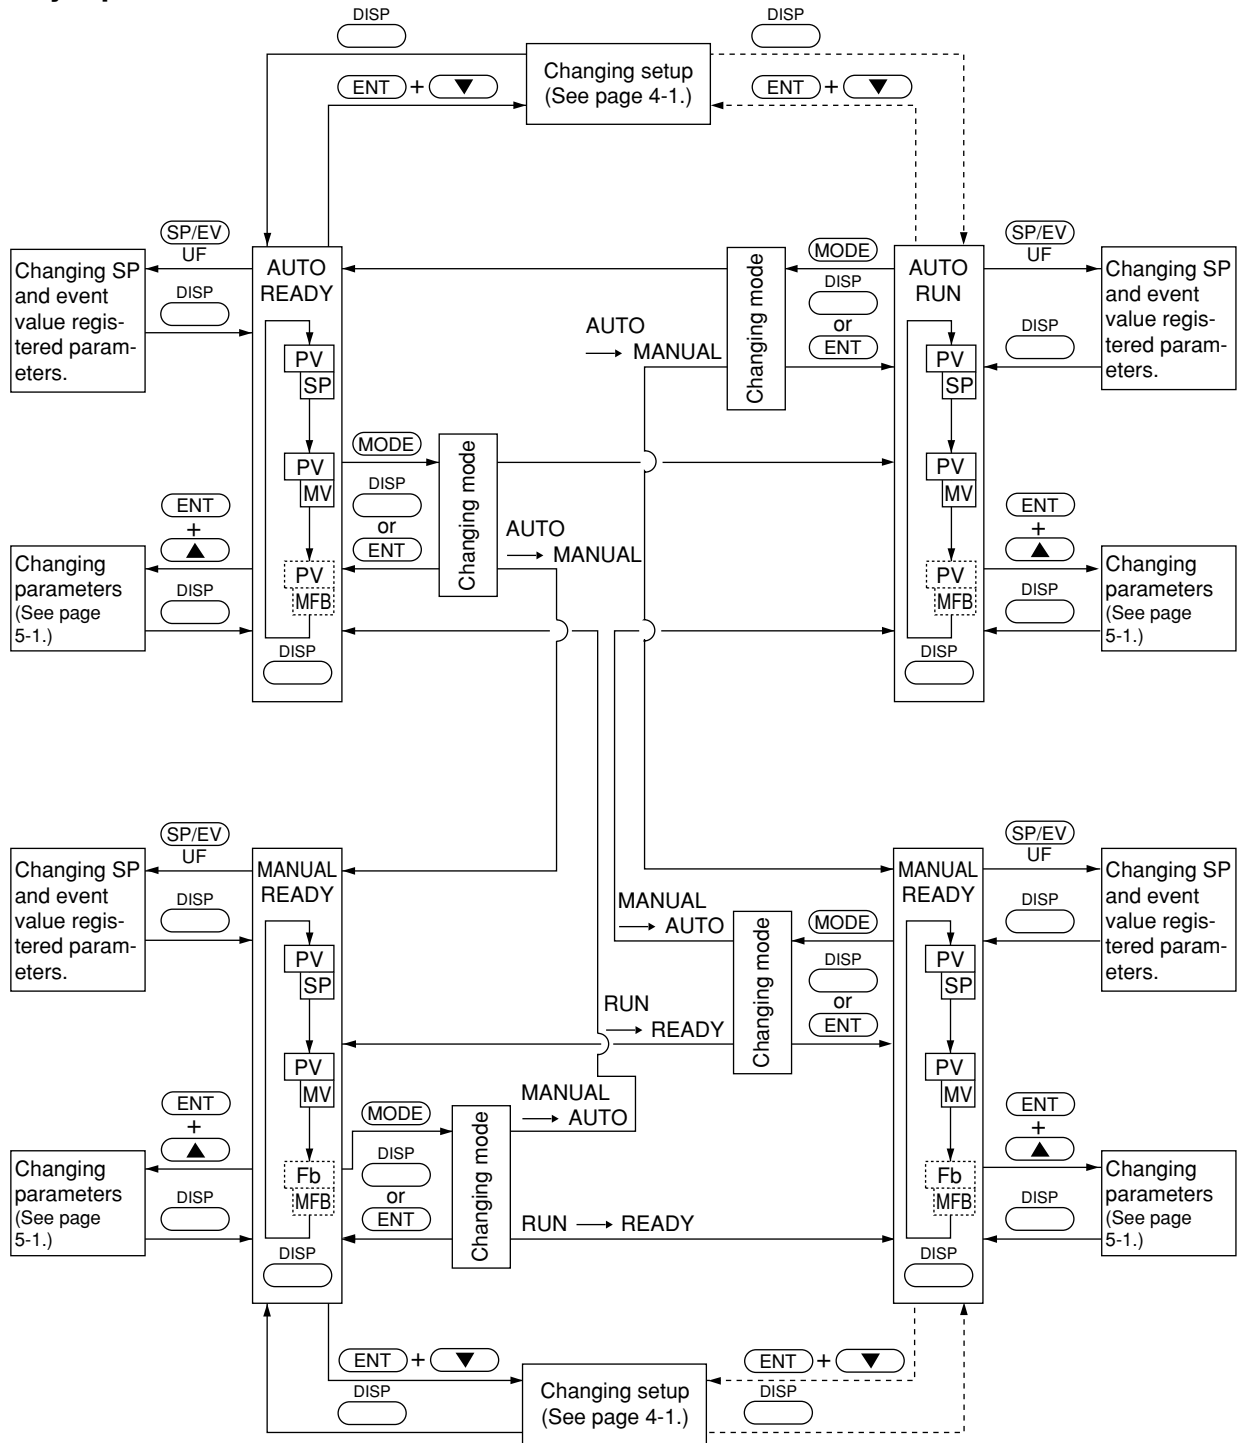 DISP
DISP
Changing setup
(See page 4-1.)
ENT + ▼
ENT + ▼
SP/EV
UF
Changing SP
and event
value regis-
tered param-
eters.
DISP
AUTO
READY
PV
SP
PV
MV
PV
MFB
DISP
ENT
+
▲
Changing
parameters
(See page
5-1.)
DISP
MODE
DISP
or
ENT
Changing mode
AUTO
→ MANUAL
AUTO
→ MANUAL
Changing mode
MODE
DISP
or
ENT
AUTO
RUN
PV
SP
PV
MV
PV
MFB
DISP
SP/EV
UF
Changing SP
and event
value regis-
tered param-
eters.
DISP
ENT
+
▲
Changing
parameters
(See page
5-1.)
DISP
SP/EV
UF
Changing SP
and event
value regis-
tered param-
eters.
DISP
MANUAL
READY
PV
SP
PV
MV
Fb
MFB
DISP
ENT
+
▲
Changing
parameters
(See page
5-1.)
DISP
MODE
DISP
or
ENT
Changing mode
MANUAL
→ AUTO
RUN → READY
MANUAL
→ AUTO
RUN
→ READY
Changing mode
MODE
DISP
or
ENT
MANUAL
READY
PV
SP
PV
MV
Fb
MFB
DISP
SP/EV
UF
Changing SP
and event
value regis-
tered param-
eters.
DISP
ENT
+
▲
Changing
parameters
(See page
5-1.)
DISP
ENT + ▼
DISP
Changing setup
(See page 4-1.)
ENT + ▼
DISP